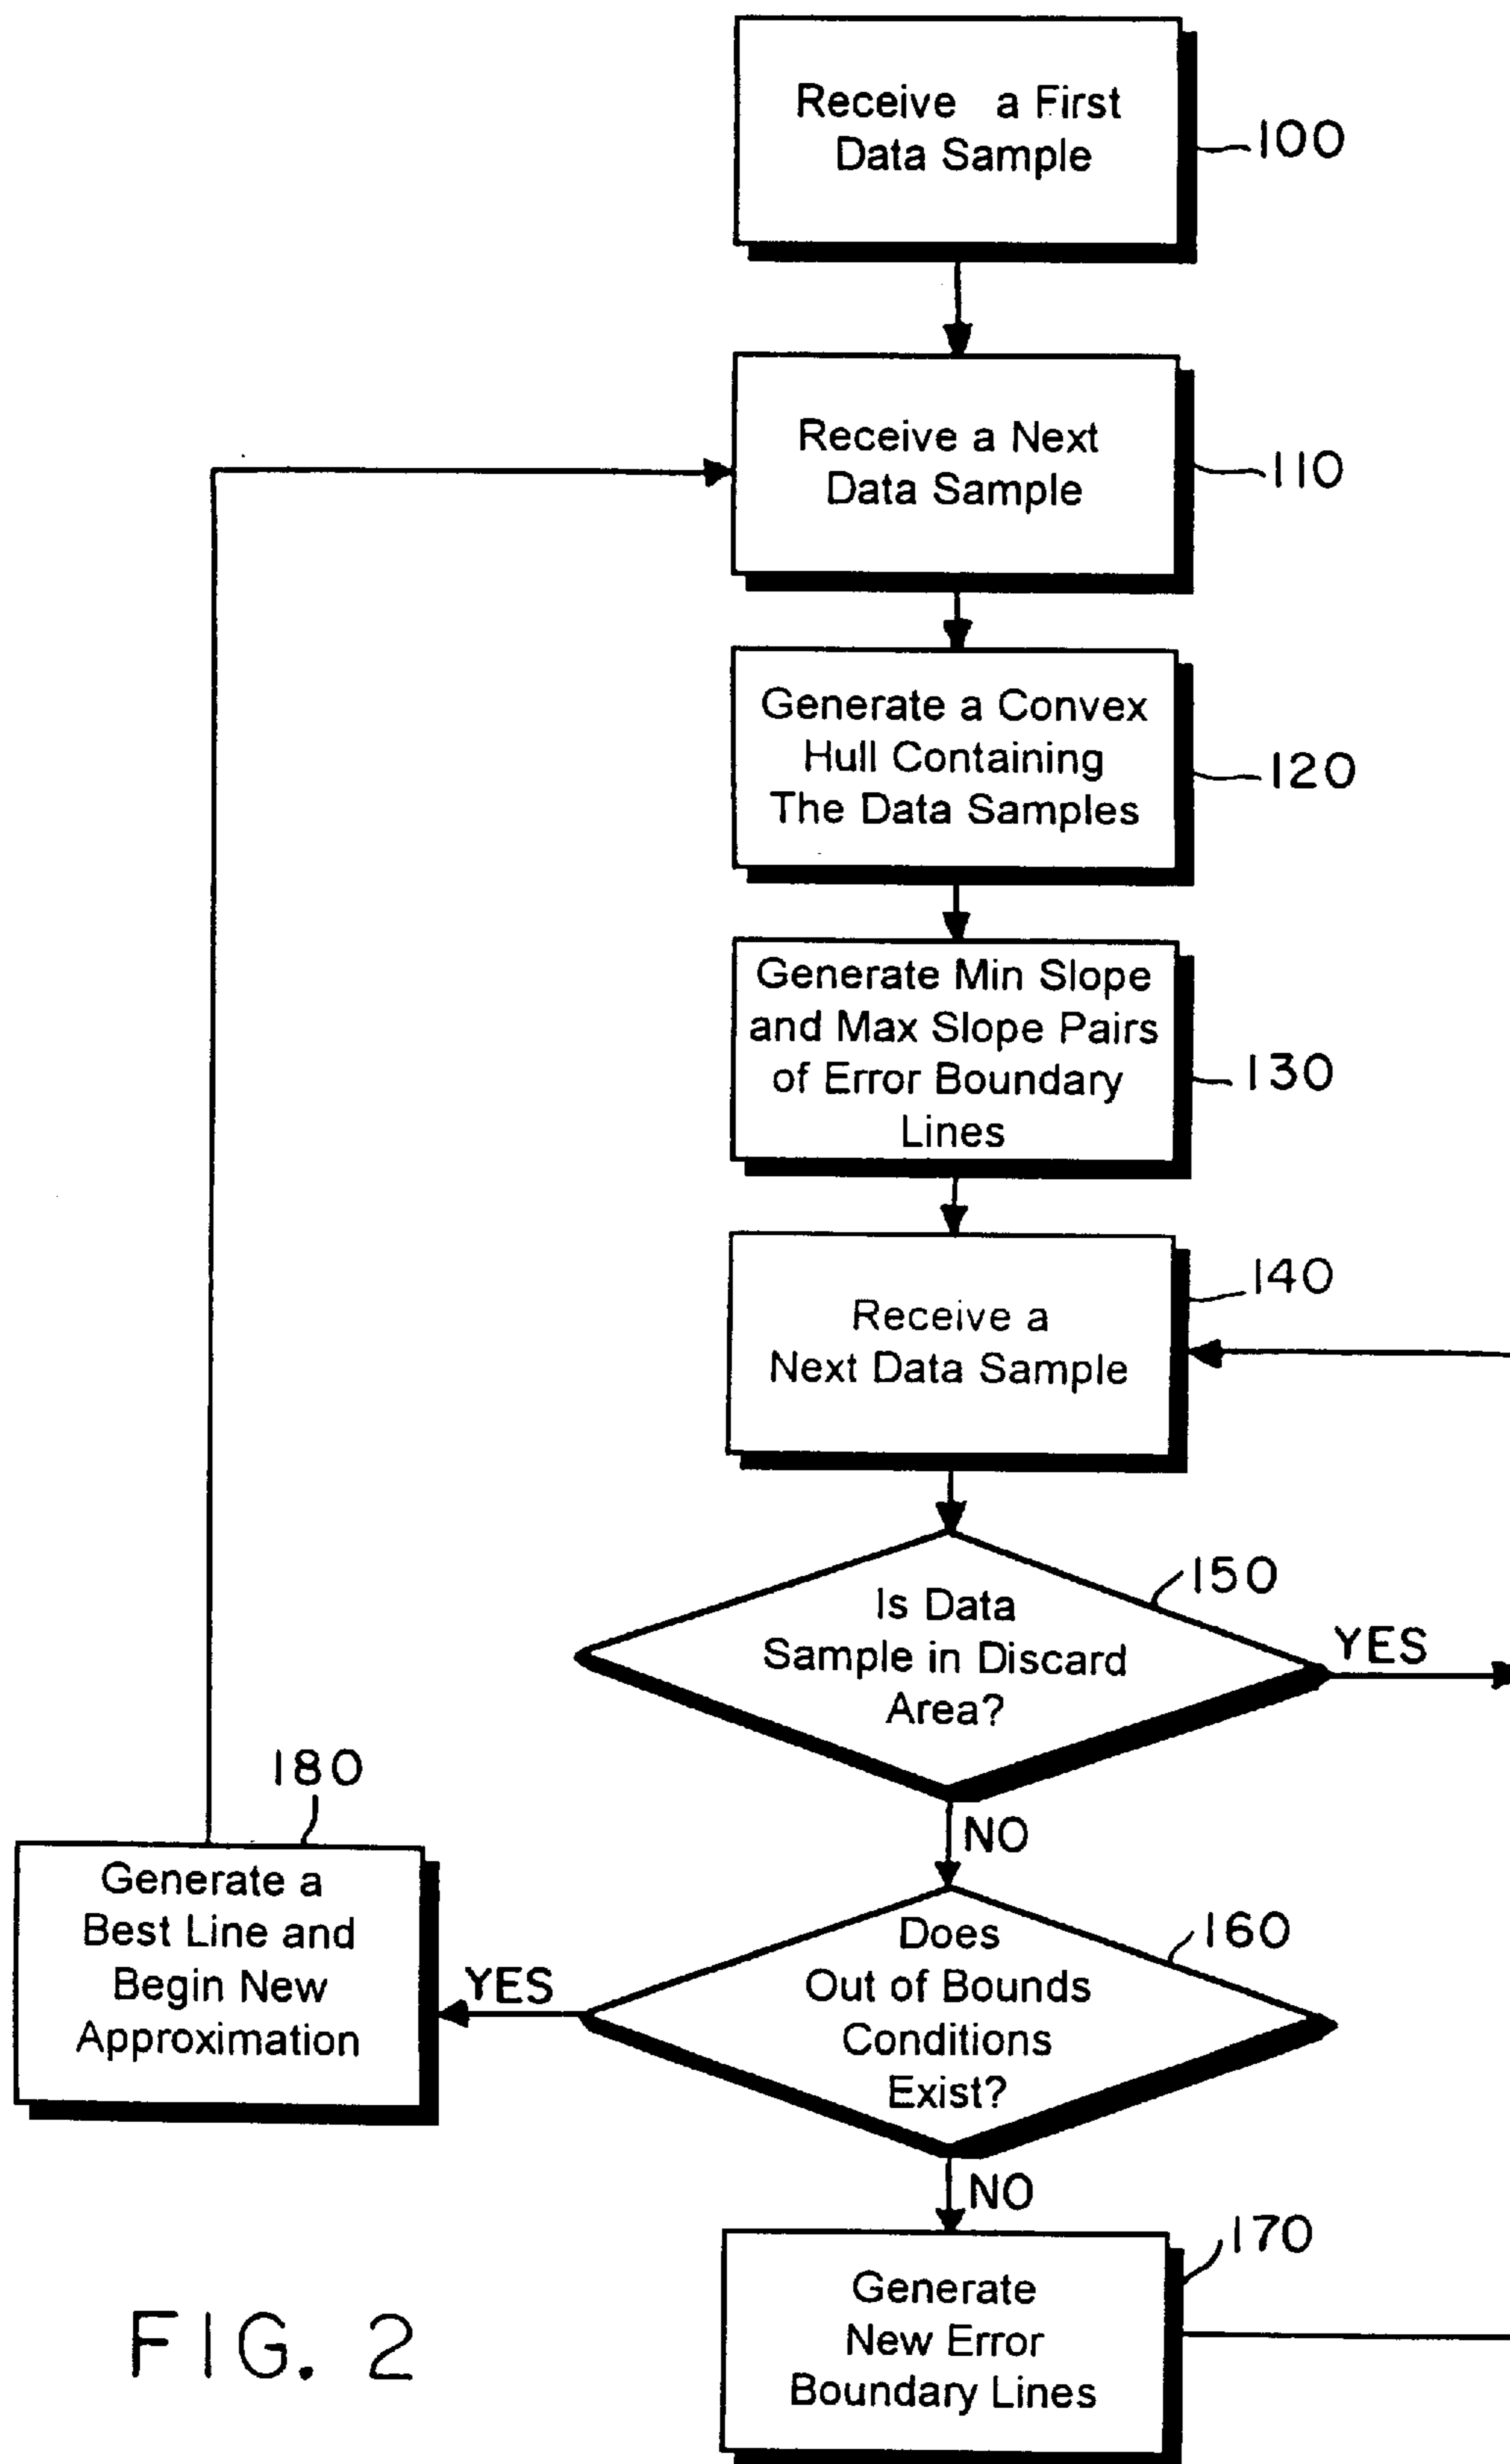 Receive a First
Data Sample
100
Receive a Next
Data Sample
110
Generate a Convex
Hull Containing
The Data Samples
120
Generate Min Slope
and Max Slope Pairs
of Error Boundary
Lines
130
Receive a
Next Data Sample
140
Is Data
Sample in Discard
Area?
150
YES
NO
180
Generate a
Best Line and
Begin New
Approximation
YES
Does
Out of Bounds
Conditions
Exist?
160
NO
170
Generate
New Error
Boundary Lines
FIG. 2